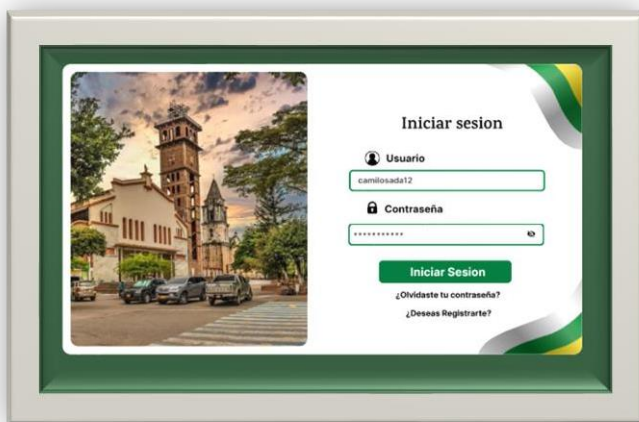 Iniciar sesion
Usuario
camilosada12
Contraseña
Iniciar Sesion
¿Olvidaste tu contraseña?
¿Deseas Registrarte?